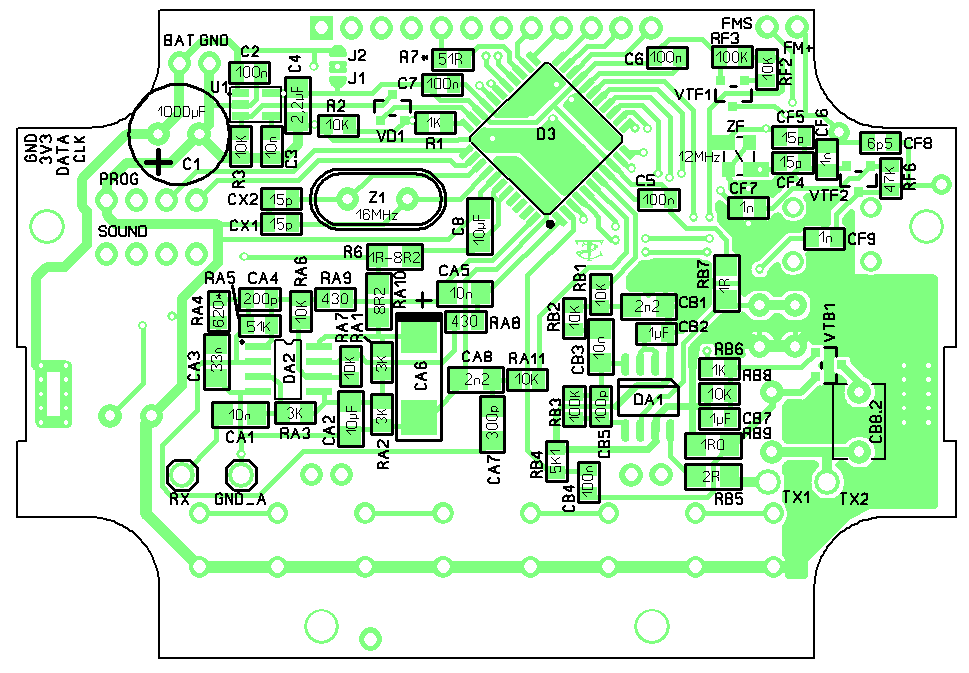 FMS
BAT GND
C2
100n
C4
2.2µF
J2
J1
R7*
51R
C6
100n
RF3
100K
FM+
10K
RF2
U1
C7
100n
VTF1
1000µF
R2
10K
VD1
1K
R1
D3
ZF
12MHz
CF5
15p
CF6
1n
6p5
CF8
GND
3V3
DATA
CLK
C1
10K
R3
10n
C3
15p
CF4
VTF2
47K
RF6
PROG
CX2
15p
Z1
16MHz
C8
10µF
C5
100n
CF7
1n
CX1
15p
SOUND
R6
1R-8R2
1n
CF9
RA5
CA4
200p
RA6
10K
RA9
430
8R2
RA10
CA5
10n
RB1
10K
RB7
1R
RA4
620*
51K
RA7
RA1
430
RA8
RB2
10K
2n2
CB1
1µF
CB2
VTB1
CA3
33n
DA2
10K
3K
CA6
CA8
2n2
RA11
10K
CB3
10n
RB6
1K
RB8
10K
10n
CA1
3K
RA3
CA2
10µF
3K
RA2
300p
CA7
RB3
100K
100p
CB5
DA1
1µF
CB7
RB9
1R0
CBB.2
RB4
5K1
CB4
100n
2R
RB5
RX
GND_A
TX1
TX2